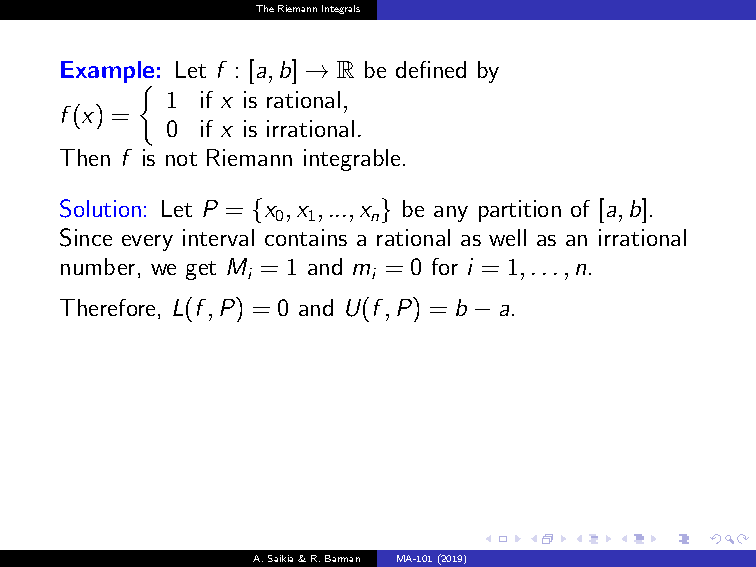 The Riemann Integrals
Example: Let f : [a, b] → ℝ be defined by
f(x) = { 1 if x is rational,
0 if x is irrational.
Then f is not Riemann integrable.
Solution: Let P = {x₀, x₁, ..., xₙ} be any partition of [a, b].
Since every interval contains a rational as well as an irrational
number, we get Mᵢ = 1 and mᵢ = 0 for i = 1, . . . , n.
Therefore, L(f, P) = 0 and U(f, P) = b − a.
A. Saikia & R. Barman MA-101 (2019)